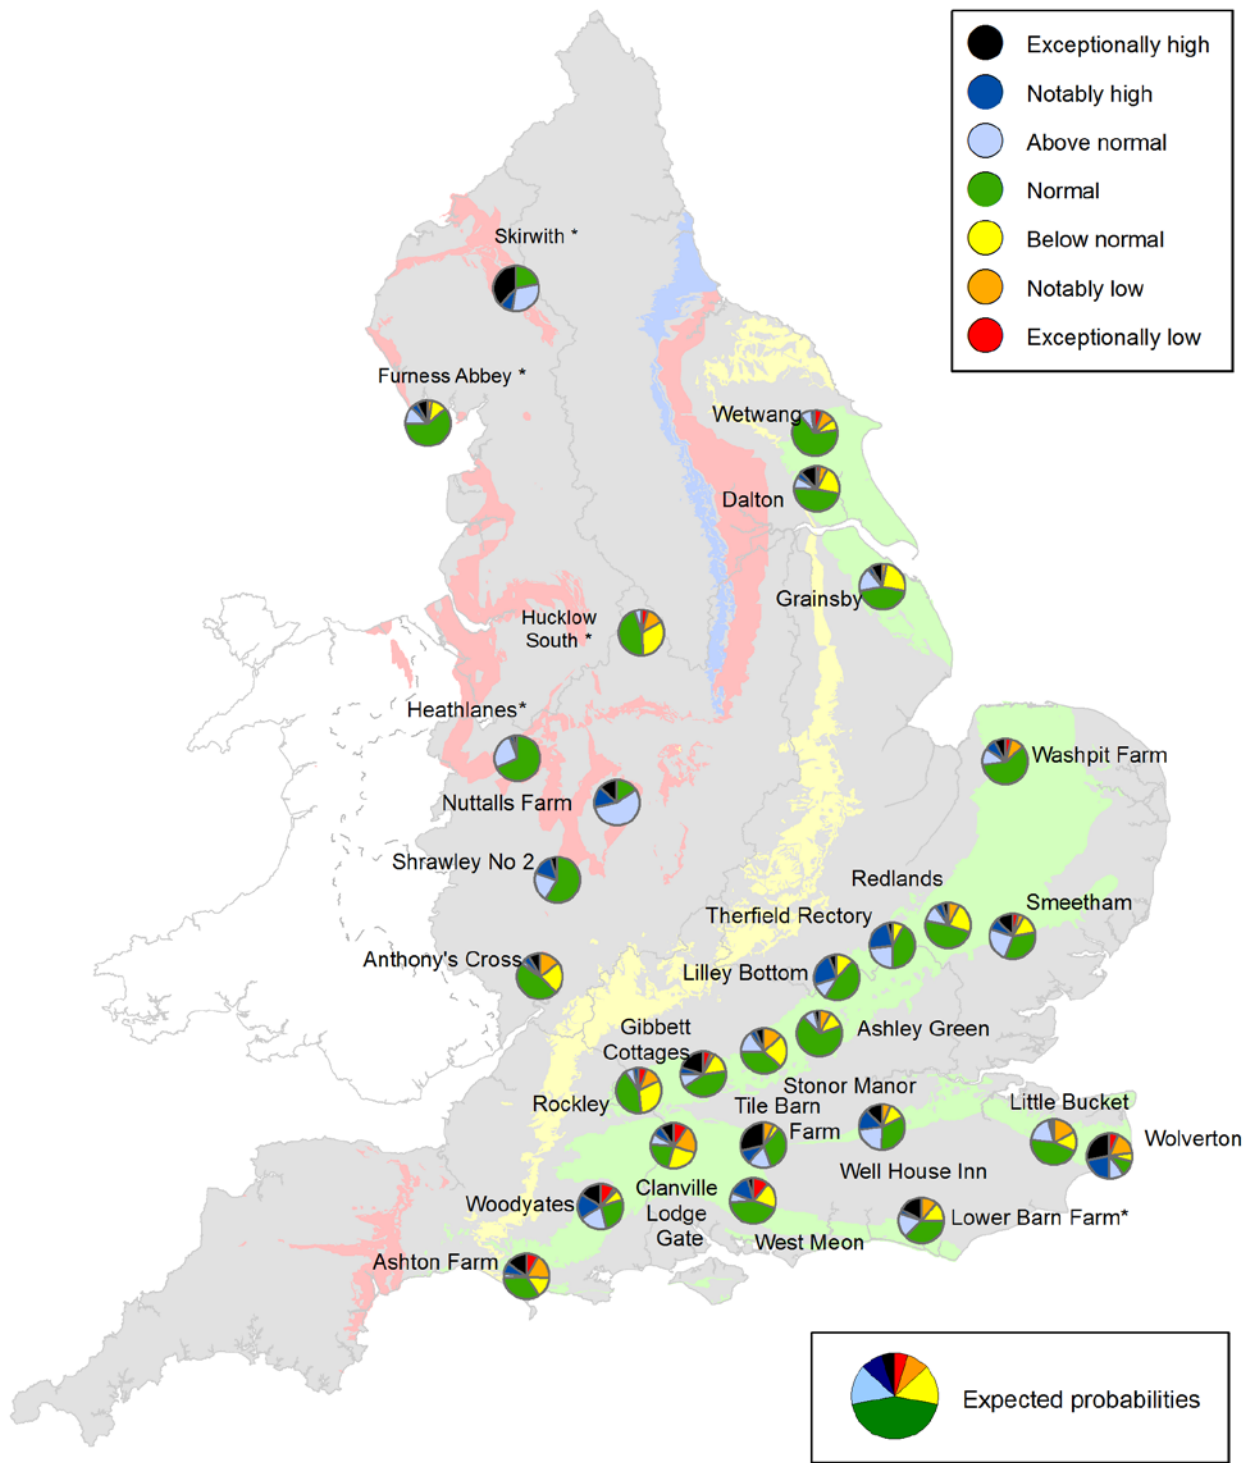 Exceptionally high
Notably high
Above normal
Normal
Below normal
Notably low
Exceptionally low
Skirwith *
Furness Abbey *
Wetwang
Dalton
Grainsby
Hucklow
South *
Heathlanes*
Nuttalls Farm
Washpit Farm
Shrawley No 2
Redlands
Smeetham
Therfield Rectory
Anthony's Cross
Lilley Bottom
Gibbett
Cottages
Ashley Green
Stonor Manor
Rockley
Tile Barn
Farm
Little Bucket
Wolverton
Well House Inn
Woodyates
Clanville
Lodge
Gate
Lower Barn Farm*
West Meon
Ashton Farm
Expected probabilities